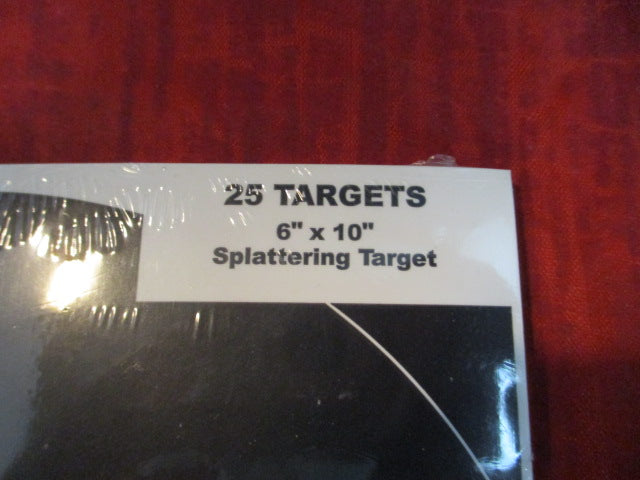 25 TARGETS
6" x 10"
Splattering Target